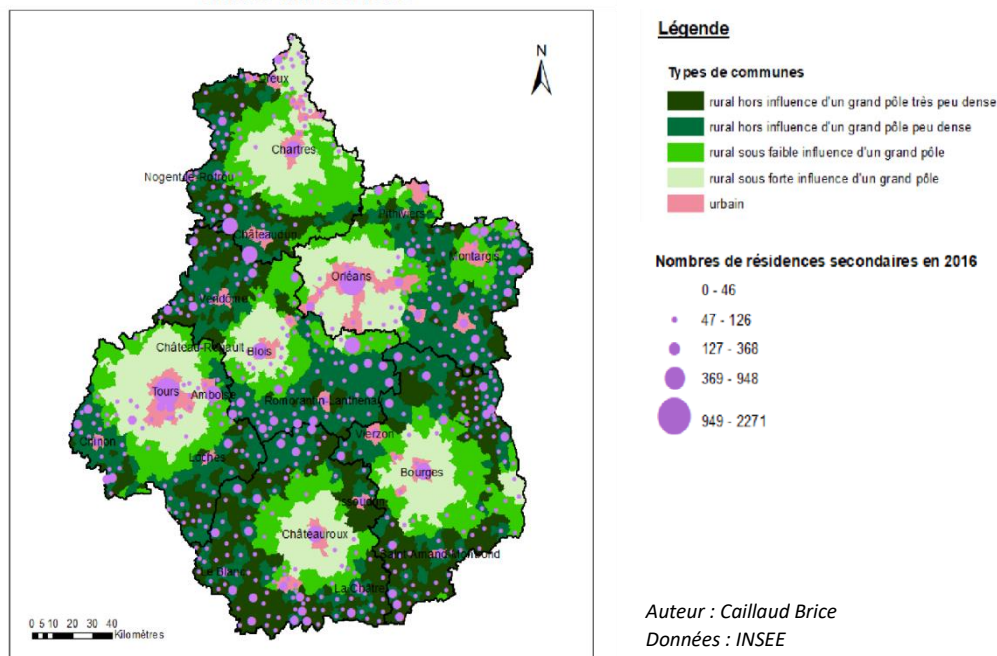 N
Chartres
Nogent-le-Rotrou
Châteaudun
Pithiviers
Montargis
Orléans
Vendôme
Château-Renault
Blois
Tours
Amboise
Romorantin-Lanthenay
Chinon
Vierzon
Loches
Bourges
Issoudun
Châteauroux
Saint-Amand-Montrond
Le Blanc
La Châtre
0 5 10 20 30 40
Kilomètres
Légende
Types de communes
rural hors influence d'un grand pôle très peu dense
rural hors influence d'un grand pôle peu dense
rural sous faible influence d'un grand pôle
rural sous forte influence d'un grand pôle
urbain
Nombres de résidences secondaires en 2016
0 - 46
47 - 126
127 - 368
369 - 948
949 - 2271
Auteur : Caillaud Brice
Données : INSEE